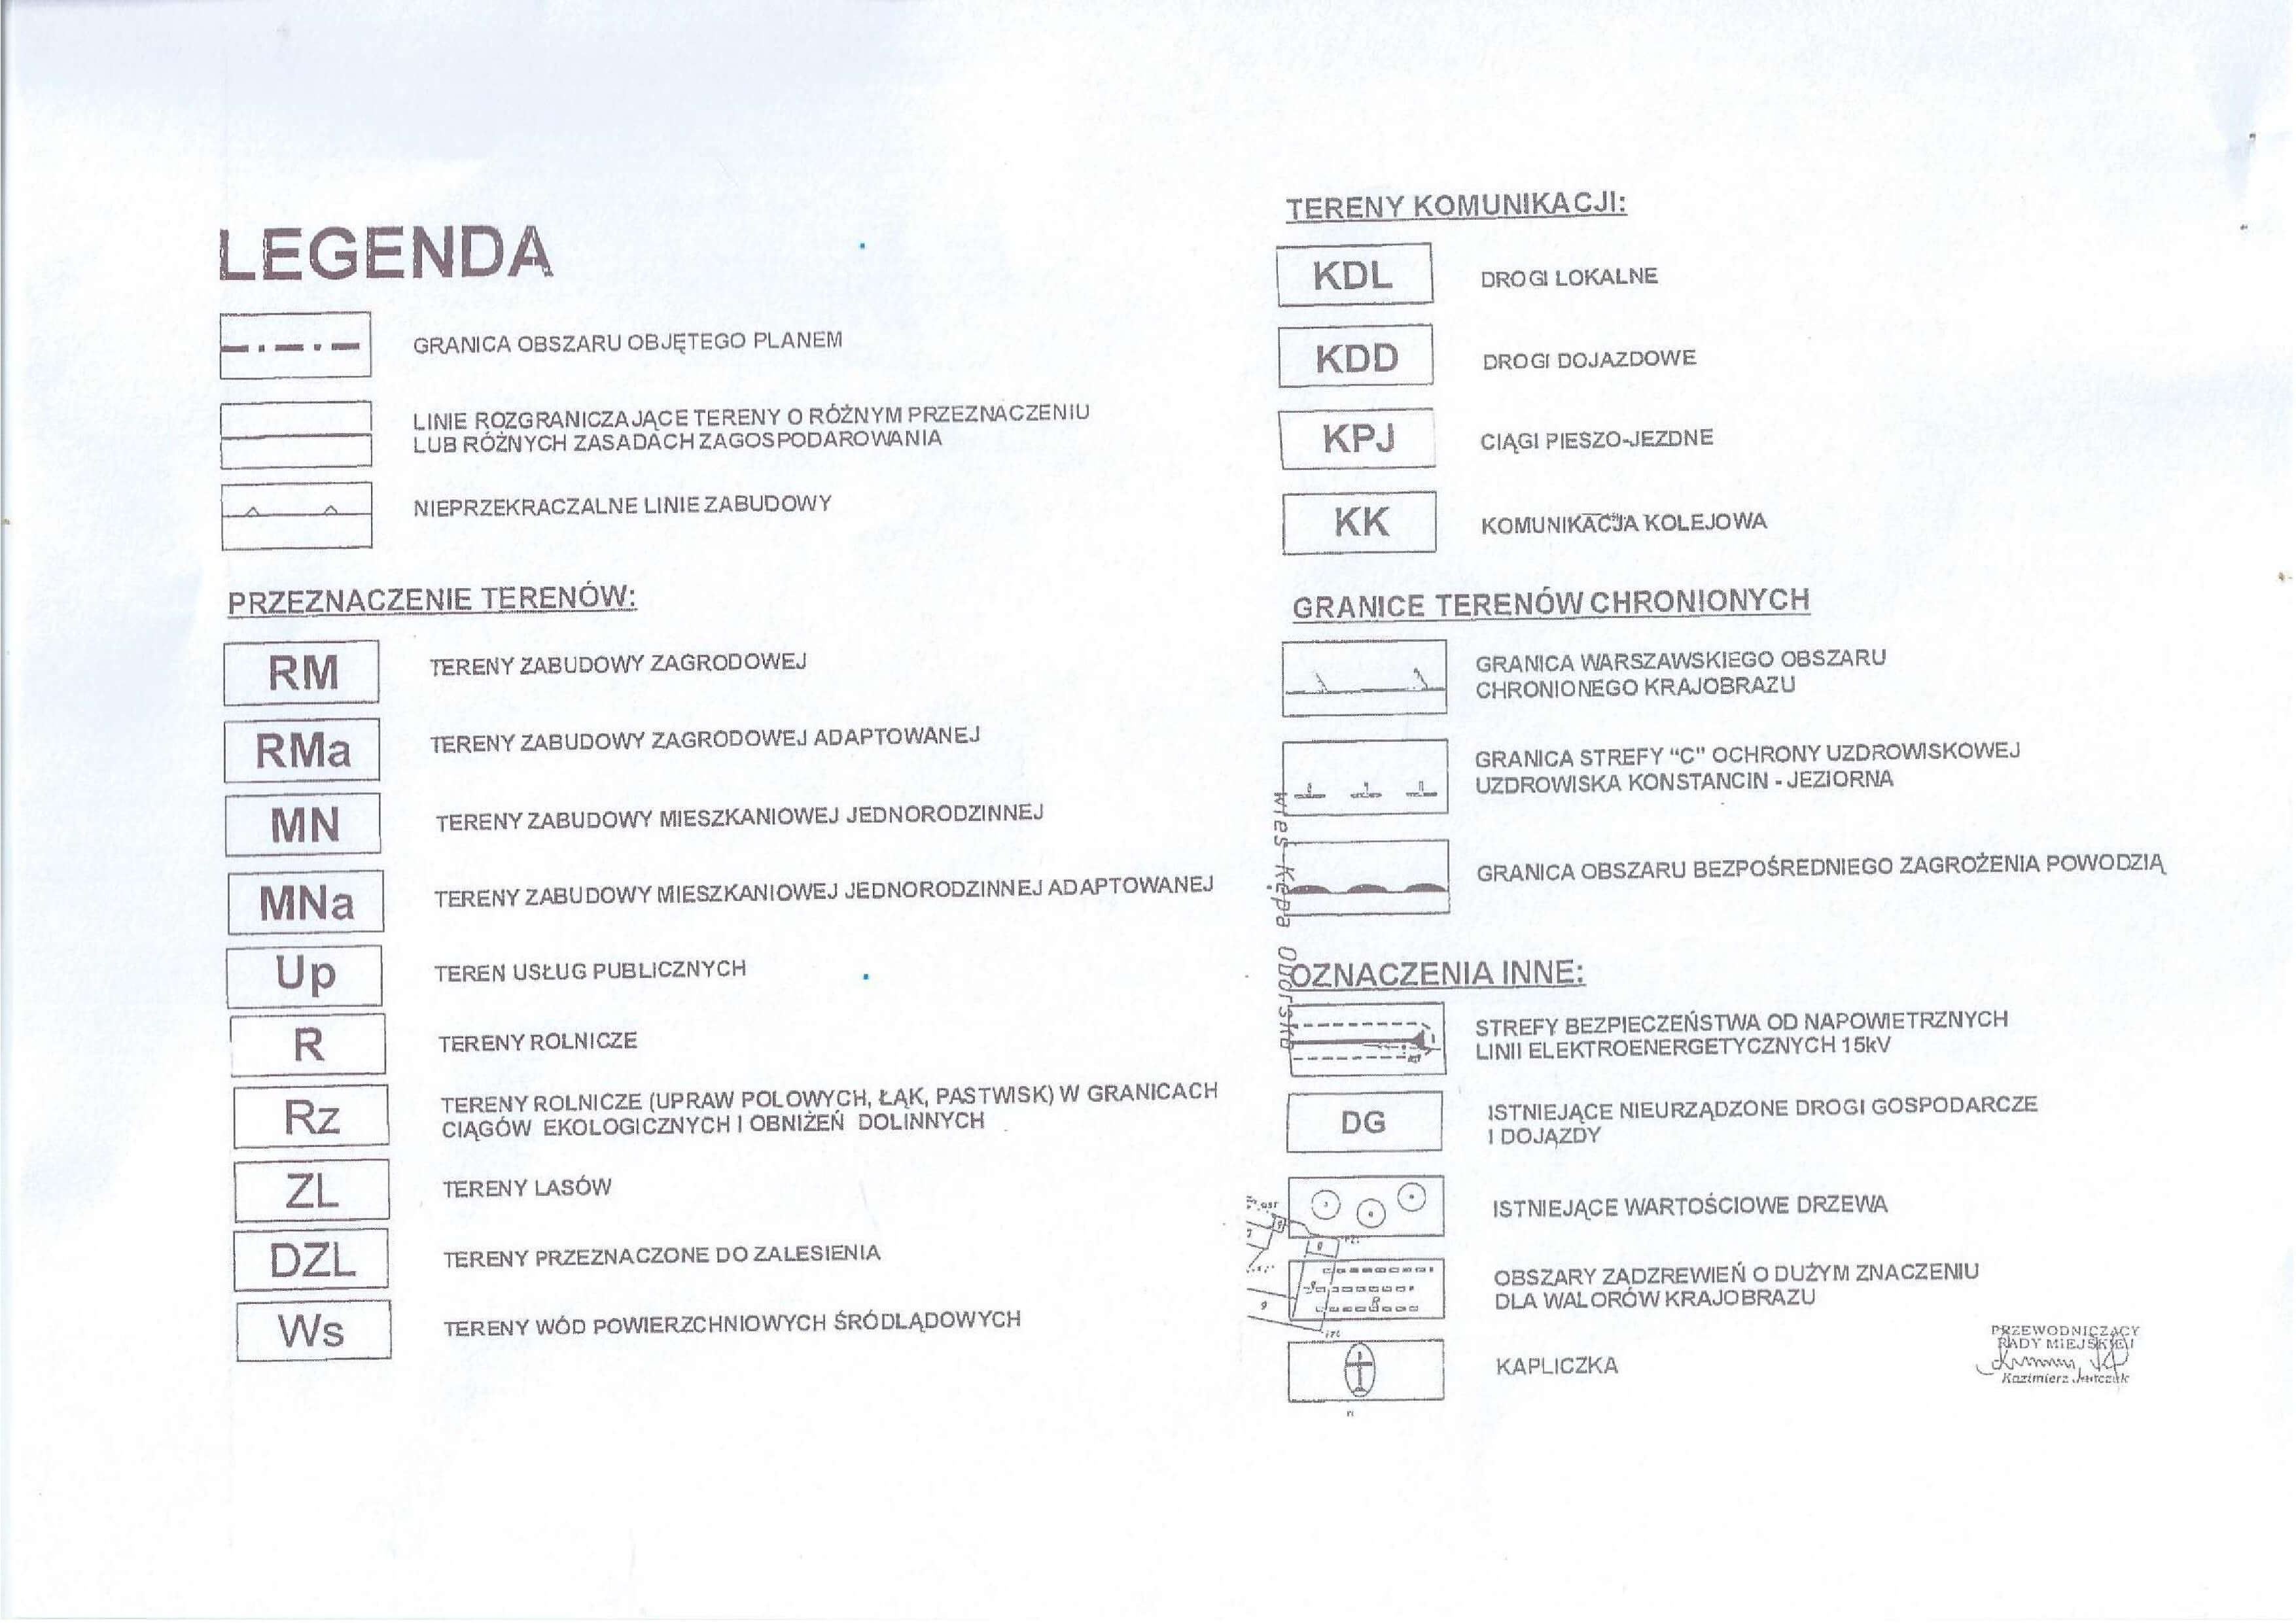 LEGENDA
GRANICA OBSZARU OBJĘTEGO PLANEM
LINIE ROZGRANICZAJĄCE TERENY O RÓŻNYM PRZEZNACZENIU
LUB RÓŻNYCH ZASADACH ZAGOSPODAROWANIA
NIEPRZEKRACZALNE LINIE ZABUDOWY
PRZEZNACZENIE TERENÓW:
RM TERENY ZABUDOWY ZAGRODOWEJ
RMa TERENY ZABUDOWY ZAGRODOWEJ ADAPTOWANEJ
MN TERENY ZABUDOWY MIESZKANIOWEJ JEDNORODZINNEJ
MNa TERENY ZABUDOWY MIESZKANIOWEJ JEDNORODZINNEJ ADAPTOWANEJ
Up TEREN USŁUG PUBLICZNYCH
R TERENY ROLNICZE
Rz TERENY ROLNICZE (UPRAW POLOWYCH, ŁĄK, PASTWISK) W GRANICACH
CIĄGÓW EKOLOGICZNYCH I OBNIŻEŃ DOLINNYCH
ZL TERENY LASÓW
DZL TERENY PRZEZNACZONE DO ZALESIENIA
Ws TERENY WÓD POWIERZCHNIOWYCH ŚRÓDLĄDOWYCH
TERENY KOMUNIKACJI:
KDL DROGI LOKALNE
KDD DROGI DOJAZDOWE
KPJ CIĄGI PIESZO-JEZDNE
KK KOMUNIKACJA KOLEJOWA
GRANICE TERENÓW CHRONIONYCH
GRANICA WARSZAWSKIEGO OBSZARU
CHRONIONEGO KRAJOBRAZU
GRANICA STREFY "C" OCHRONY UZDROWISKOWEJ
UZDROWISKA KONSTANCIN - JEZIORNA
GRANICA OBSZARU BEZPOŚREDNIEGO ZAGROŻENIA POWODZIĄ
OZNACZENIA INNE:
STREFY BEZPIECZEŃSTWA OD NAPOWIETRZNYCH
LINII ELEKTROENERGETYCZNYCH 15kV
DG ISTNIEJĄCE NIEURZĄDZONE DROGI GOSPODARCZE
I DOJĄZDY
ISTNIEJĄCE WARTOŚCIOWE DRZEWA
OBSZARY ZADZREWIEŃ O DUŻYM ZNACZENIU
DLA WALORÓW KRAJOBRAZU
KAPLICZKA
PRZEWODNICZĄCY
RADY MIEJSKIEJ
Kazimierz